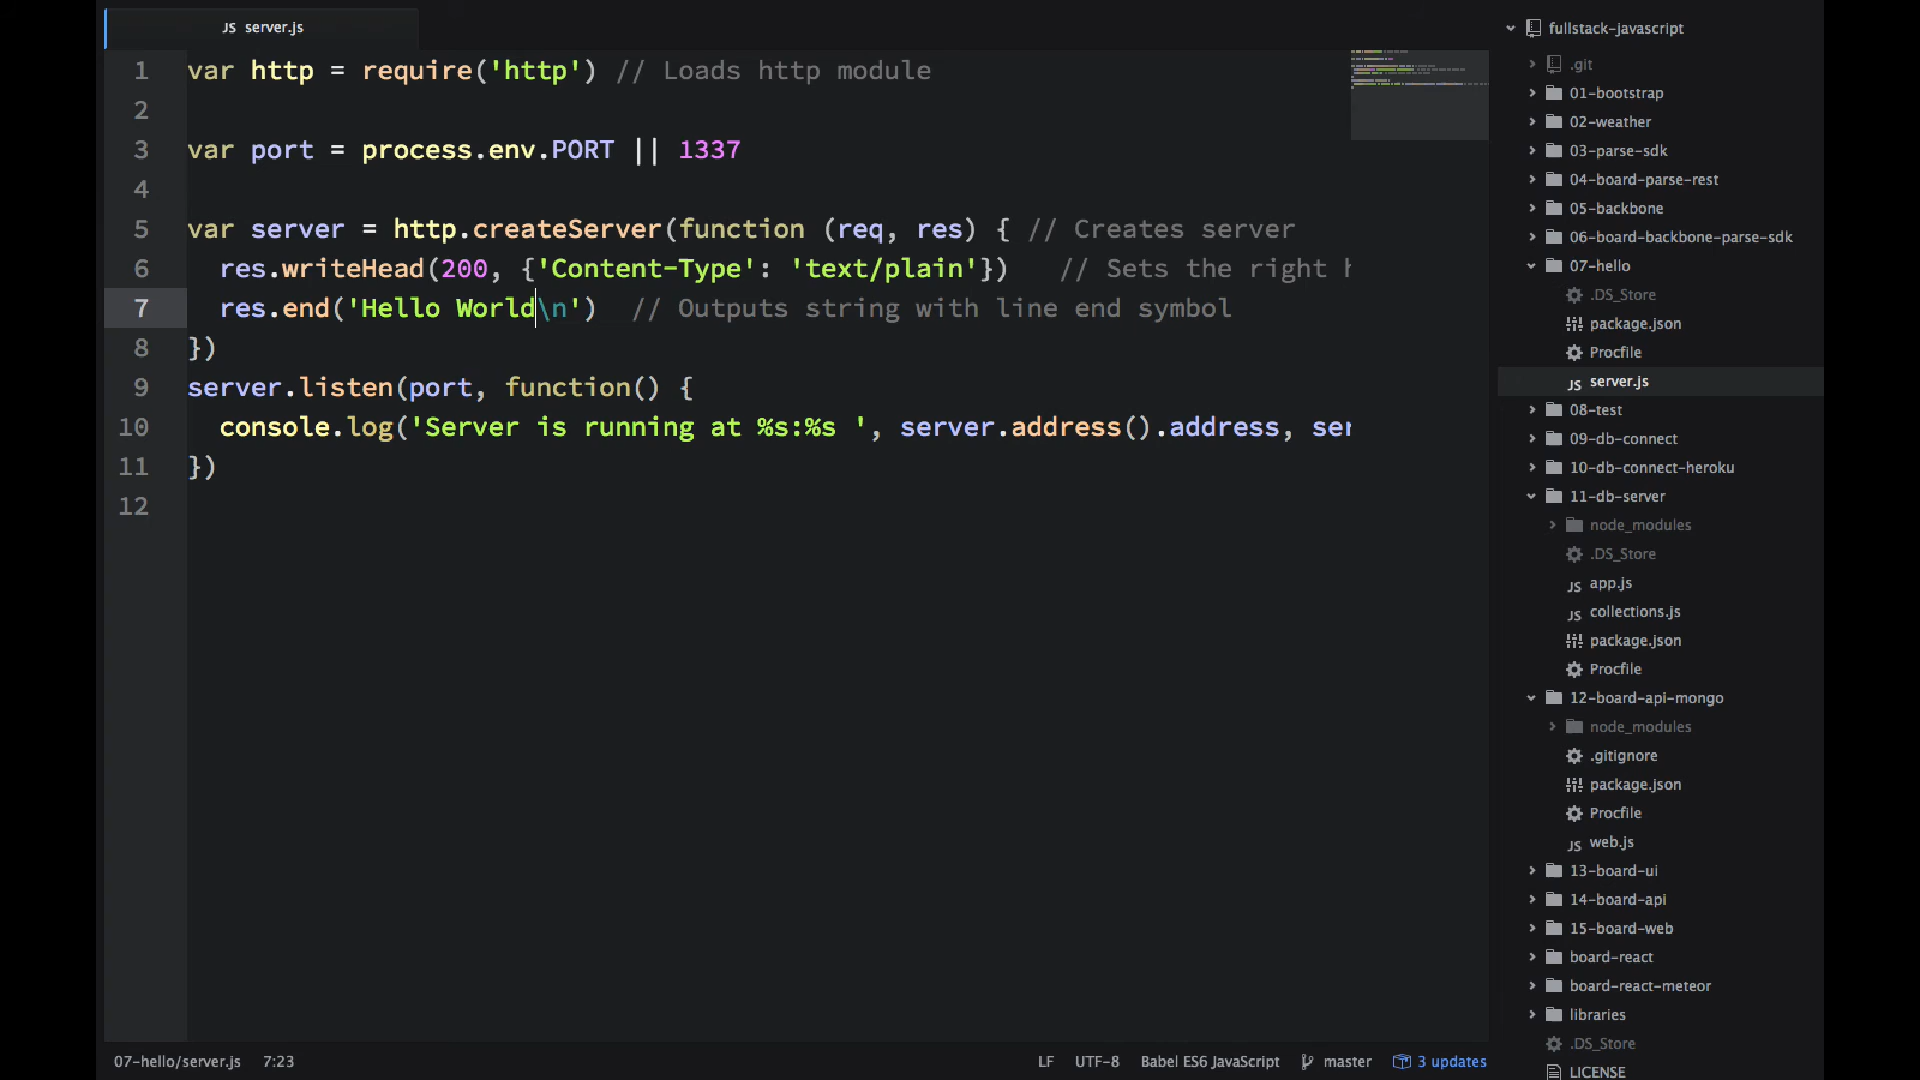 server.js
1 var http = require('http') // Loads http module
2
3 var port = process.env.PORT || 1337
4
5 var server = http.createServer(function (req, res) { // Creates server
6 res.writeHead(200, {'Content-Type': 'text/plain'}) // Sets the right
7 res.end('Hello World\n') // Outputs string with line end symbol
8 })
9 server.listen(port, function() {
10 console.log('Server is running at %s:%s ', server.address().address, ser
11 })
12
fullstack-javascript
.git
01-bootstrap
02-weather
03-parse-sdk
04-board-parse-rest
05-backbone
06-board-backbone-parse-sdk
07-hello
.DS_Store
package.json
Procfile
server.js
08-test
09-db-connect
10-db-connect-heroku
11-db-server
node_modules
.DS_Store
app.js
collections.js
package.json
Procfile
12-board-api-mongo
node_modules
.gitignore
package.json
Procfile
web.js
13-board-ui
14-board-api
15-board-web
board-react
board-react-meteor
libraries
.DS_Store
LICENSE
07-hello/server.js 7:23 LF UTF-8 Babel ES6 JavaScript master 3 updates